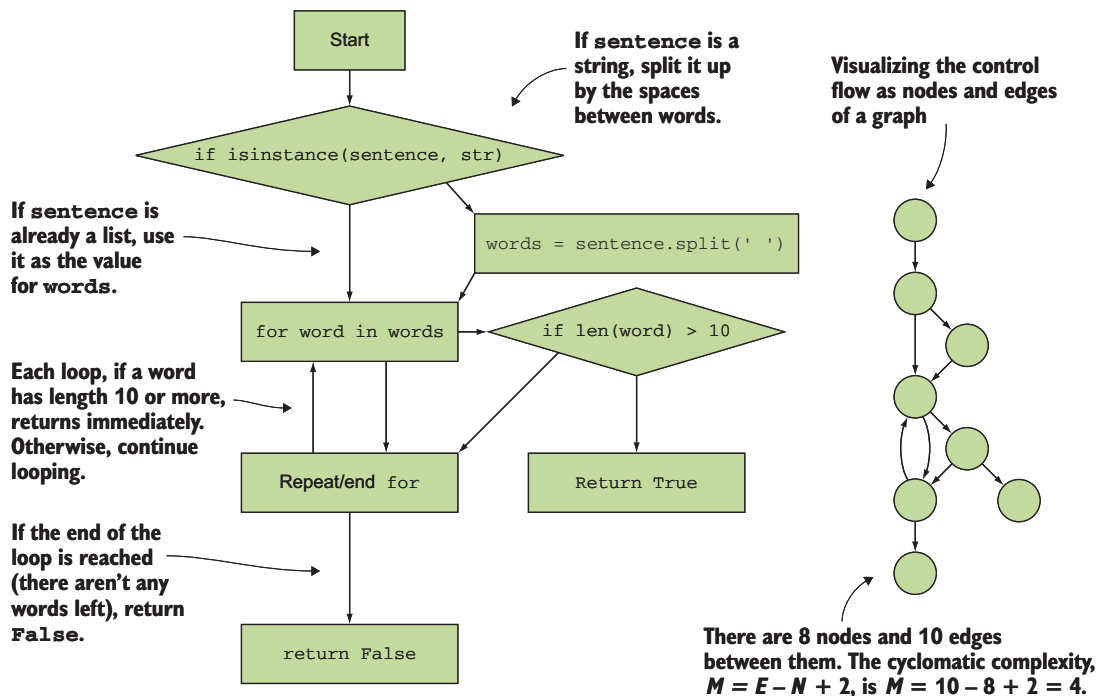 Start
If sentence is a
string, split it up
by the spaces
between words.
Visualizing the control
flow as nodes and edges
of a graph
if isinstance(sentence, str)
If sentence is
already a list, use
it as the value
for words.
words = sentence.split(' ')
for word in words
if len(word) > 10
Each loop, if a word
has length 10 or more,
returns immediately.
Otherwise, continue
looping.
Repeat/end for
Return True
If the end of the
loop is reached
(there aren't any
words left), return
False.
return False
There are 8 nodes and 10 edges
between them. The cyclomatic complexity,
M = E – N + 2, is M = 10 – 8 + 2 = 4.